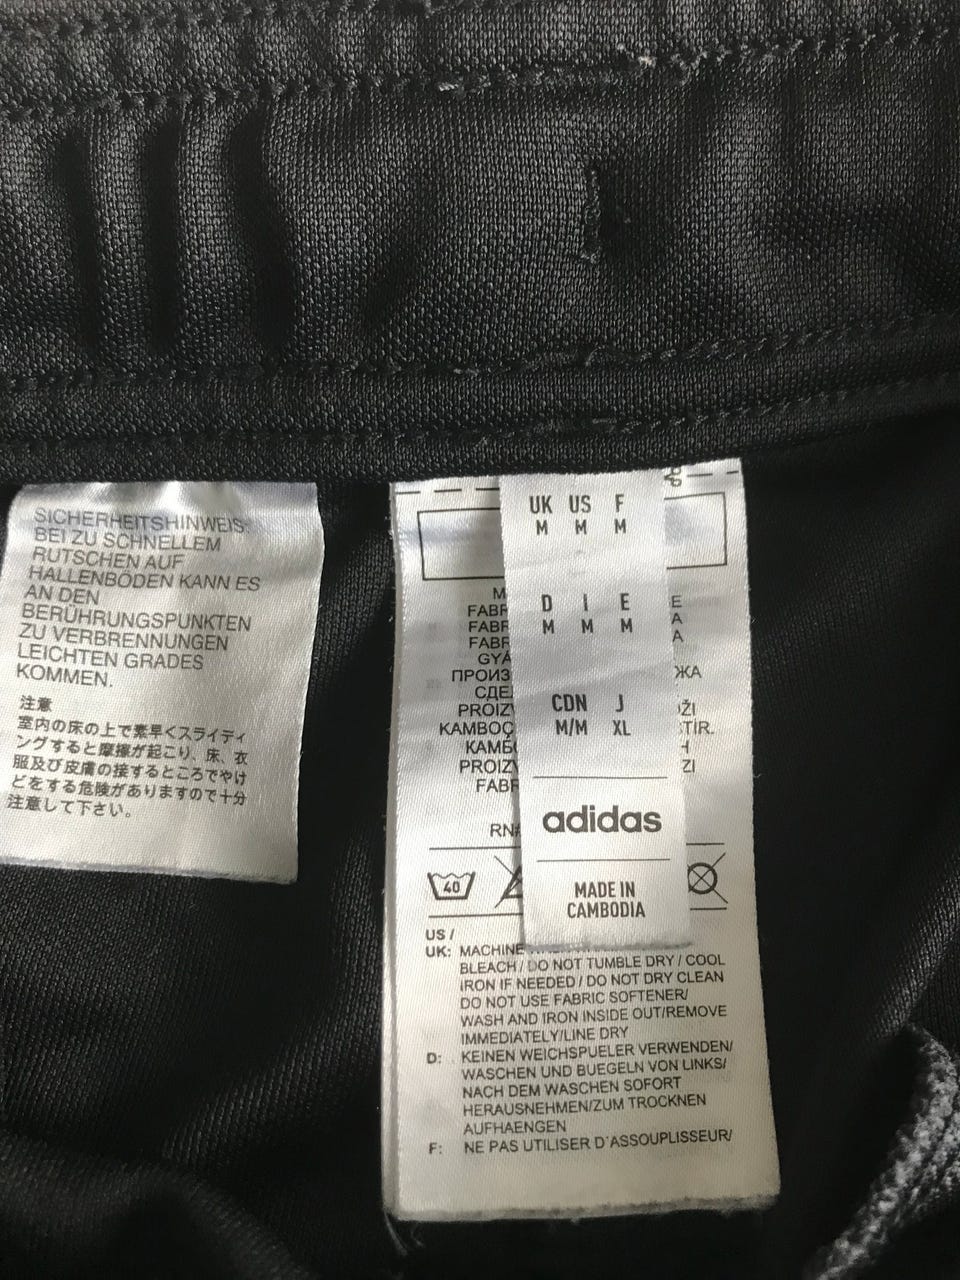 SICHERHEITSHINWEIS:
BEI ZU SCHNELLEM
RUTSCHEN AUF
HALLENBÖDEN KANN ES
AN DEN
BERÜHRUNGSPUNKTEN
ZU VERBRENNUNGEN
LEICHTEN GRADES
KOMMEN.
注意
室内の床の上で素早くスライディ
ングすると摩擦が起こり、床、衣
服及び皮膚の接するところでやけ
どをする危険がありますので十分
注意して下さい。
UK US F
M M M
D I E
M M M
CDN J
M/M XL
adidas
MADE IN
CAMBODIA
40
US /
UK: MACHINE
BLEACH / DO NOT TUMBLE DRY / COOL
IRON IF NEEDED / DO NOT DRY CLEAN
DO NOT USE FABRIC SOFTENER/
WASH AND IRON INSIDE OUT/REMOVE
IMMEDIATELY/LINE DRY
D: KEINEN WEICHSPUELER VERWENDEN/
WASCHEN UND BUEGELN VON LINKS/
NACH DEM WASCHEN SOFORT
HERAUSNEHMEN/ZUM TROCKNEN
AUFHAENGEN
F: NE PAS UTILISER D'ASSOUPLISSEUR/